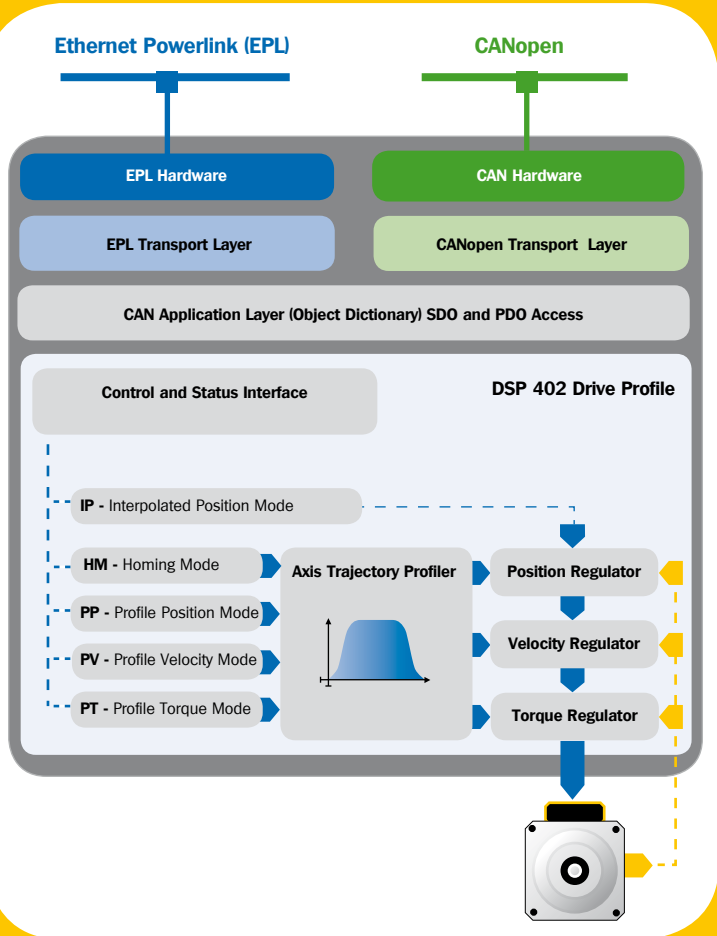 Ethernet Powerlink (EPL)
CANopen
EPL Hardware
CAN Hardware
EPL Transport Layer
CANopen Transport Layer
CAN Application Layer (Object Dictionary) SDO and PDO Access
Control and Status Interface
DSP 402 Drive Profile
IP - Interpolated Position Mode
HM - Homing Mode
Axis Trajectory Profiler
Position Regulator
PP - Profile Position Mode
Velocity Regulator
PV - Profile Velocity Mode
PT - Profile Torque Mode
Torque Regulator